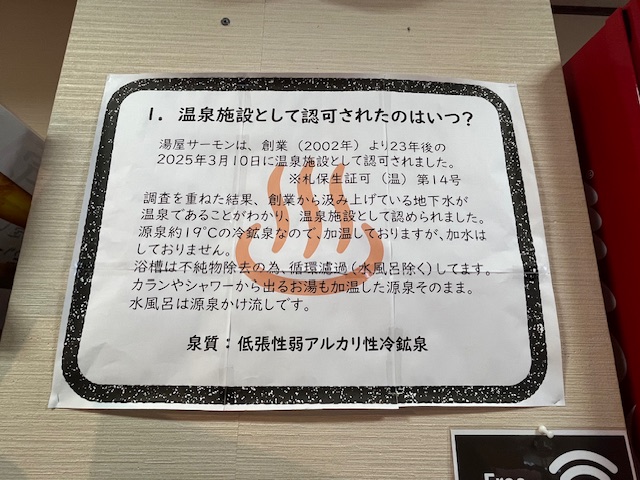 1. 温泉施設として認可されたのはいつ?
湯屋サーモンは、創業（2002年）より23年後の
2025年3月10日に温泉施設として認可されました。
※札保生証可（温）第14号
調査を重ねた結果、創業から汲み上げている地下水が
温泉であることがわかり、温泉施設として認められました。
源泉約19℃の冷鉱泉なので、加温しておりますが、加水は
しておりません。
浴槽は不純物除去の為、循環濾過（水風呂除く）してます。
カランやシャワーから出るお湯も加温した源泉そのまま。
水風呂は源泉かけ流しです。
泉質：低張性弱アルカリ性冷鉱泉
Free